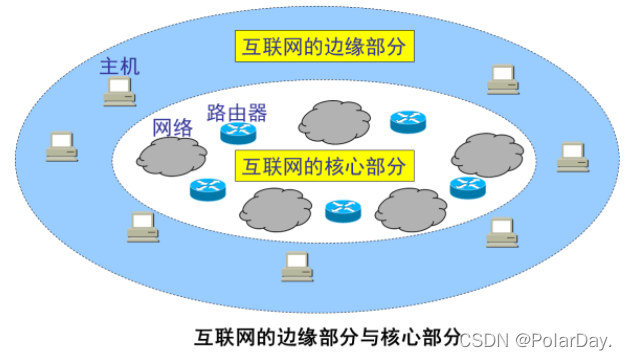 互联网的边缘部分
主机
路由器
网络
互联网的核心部分
互联网的边缘部分与核心部分
CSDN @PolarDay.